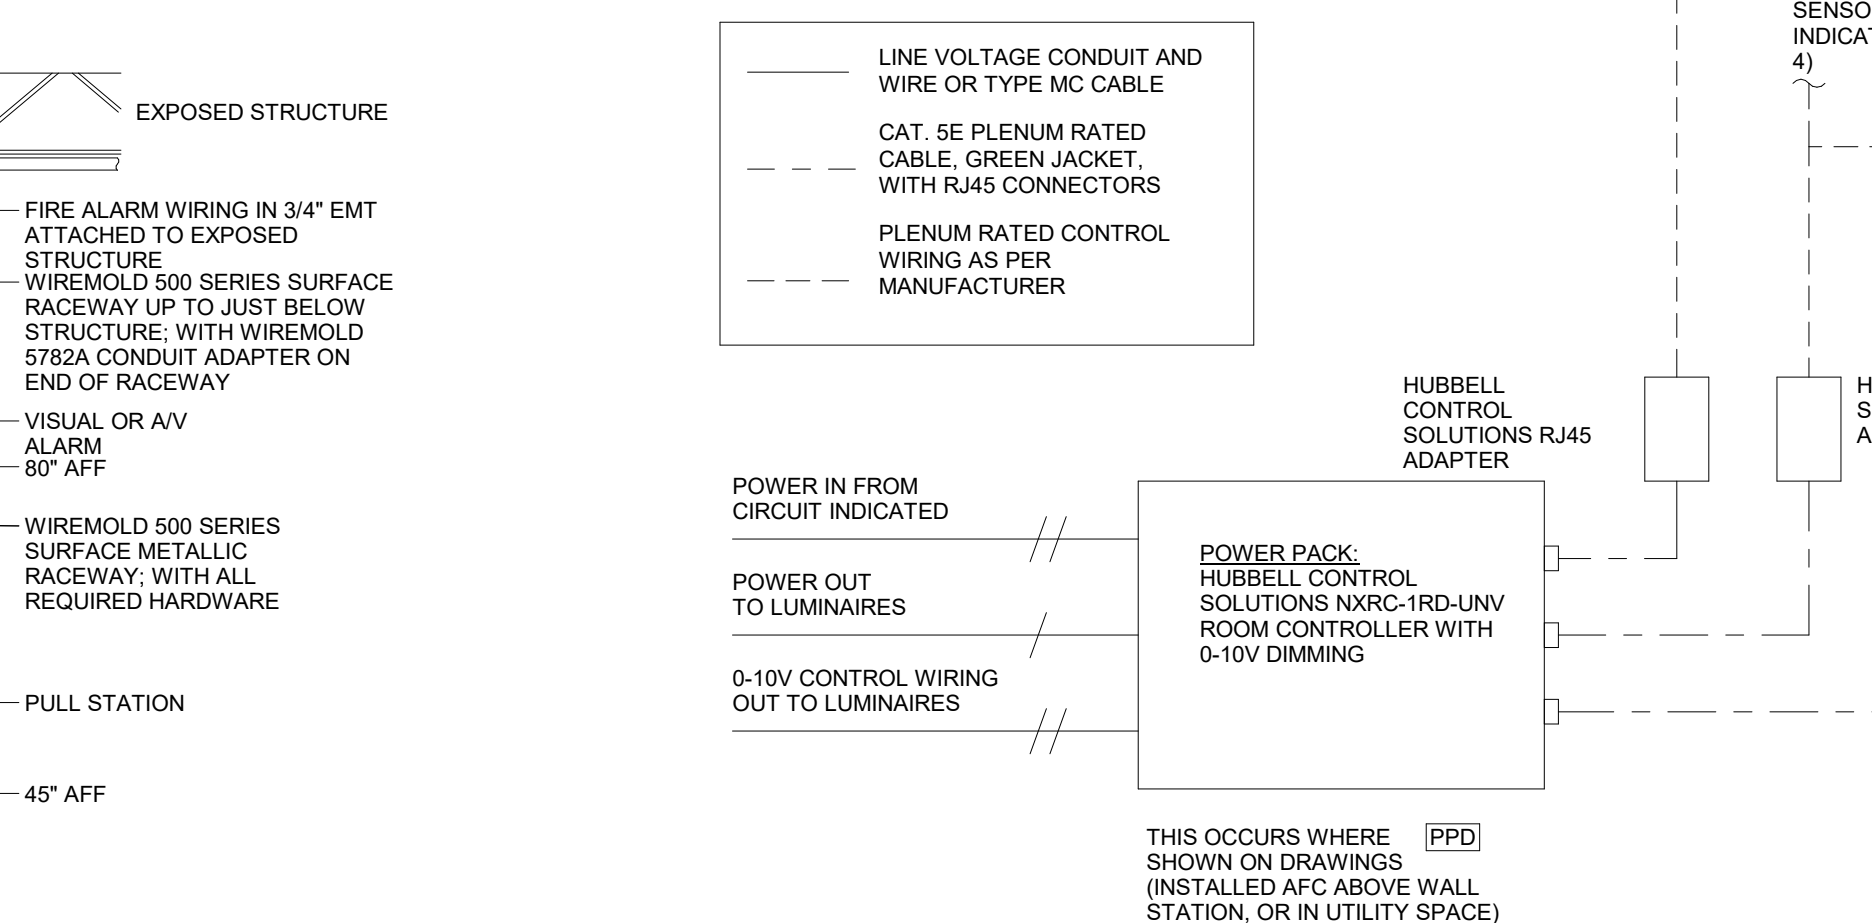 EXPOSED STRUCTURE
FIRE ALARM WIRING IN 3/4" EMT
ATTACHED TO EXPOSED
STRUCTURE
WIREMOLD 500 SERIES SURFACE
RACEWAY UP TO JUST BELOW
STRUCTURE; WITH WIREMOLD
5782A CONDUIT ADAPTER ON
END OF RACEWAY
VISUAL OR A/V
ALARM
80" AFF
WIREMOLD 500 SERIES
SURFACE METALLIC
RACEWAY; WITH ALL
REQUIRED HARDWARE
PULL STATION
45" AFF
LINE VOLTAGE CONDUIT AND
WIRE OR TYPE MC CABLE
CAT. 5E PLENUM RATED
CABLE, GREEN JACKET,
WITH RJ45 CONNECTORS
PLENUM RATED CONTROL
WIRING AS PER
MANUFACTURER
POWER IN FROM
CIRCUIT INDICATED
POWER OUT
TO LUMINAIRES
0-10V CONTROL WIRING
OUT TO LUMINAIRES
POWER PACK:
HUBBELL CONTROL
SOLUTIONS NXRC-1RD-UNV
ROOM CONTROLLER WITH
0-10V DIMMING
THIS OCCURS WHERE PPD
SHOWN ON DRAWINGS
(INSTALLED AFC ABOVE WALL
STATION, OR IN UTILITY SPACE)
HUBBELL
CONTROL
SOLUTIONS RJ45
ADAPTER
SENSO
INDICAT
4)
H
S
A